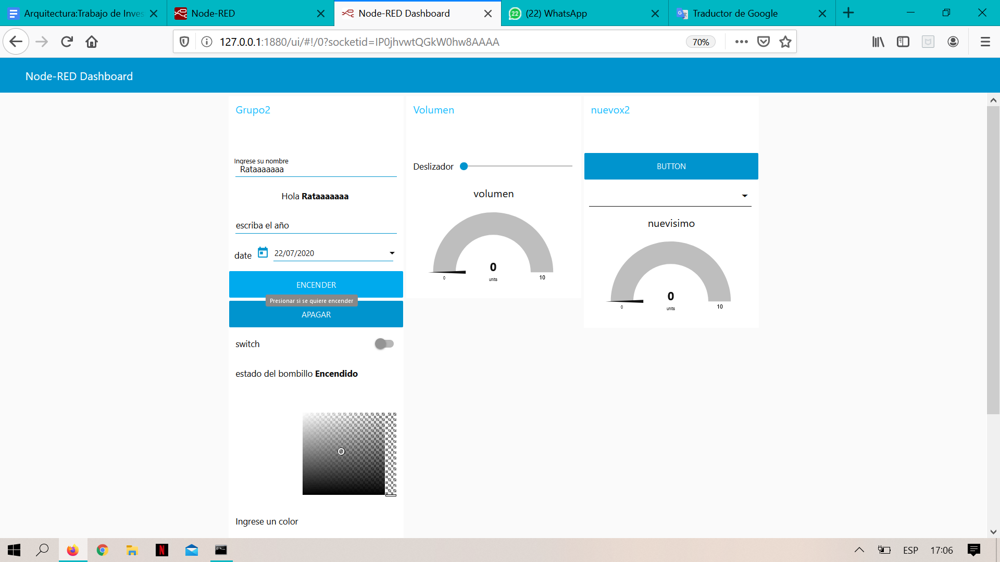 Arquitectura:Trabajo de Inves
Node-RED
Node-RED Dashboard
22
(22) WhatsApp
Traductor de Google
127.0.0.1:1880/ui/#!/0?socketid=IP0jhvwtQGkW0hw8AAAA
70%
Node-RED Dashboard
Grupo2
Ingrese su nombre
Rataaaaaaa
Hola Rataaaaaaa
escriba el año
date 22/07/2020
ENCENDER
Presionar si se quiere encender
APAGAR
switch
estado del bombillo Encendido
Ingrese un color
Volumen
Deslizador
volumen
0
units
0
10
nuevox2
BUTTON
nuevisimo
0
units
0
10
ESP
17:06